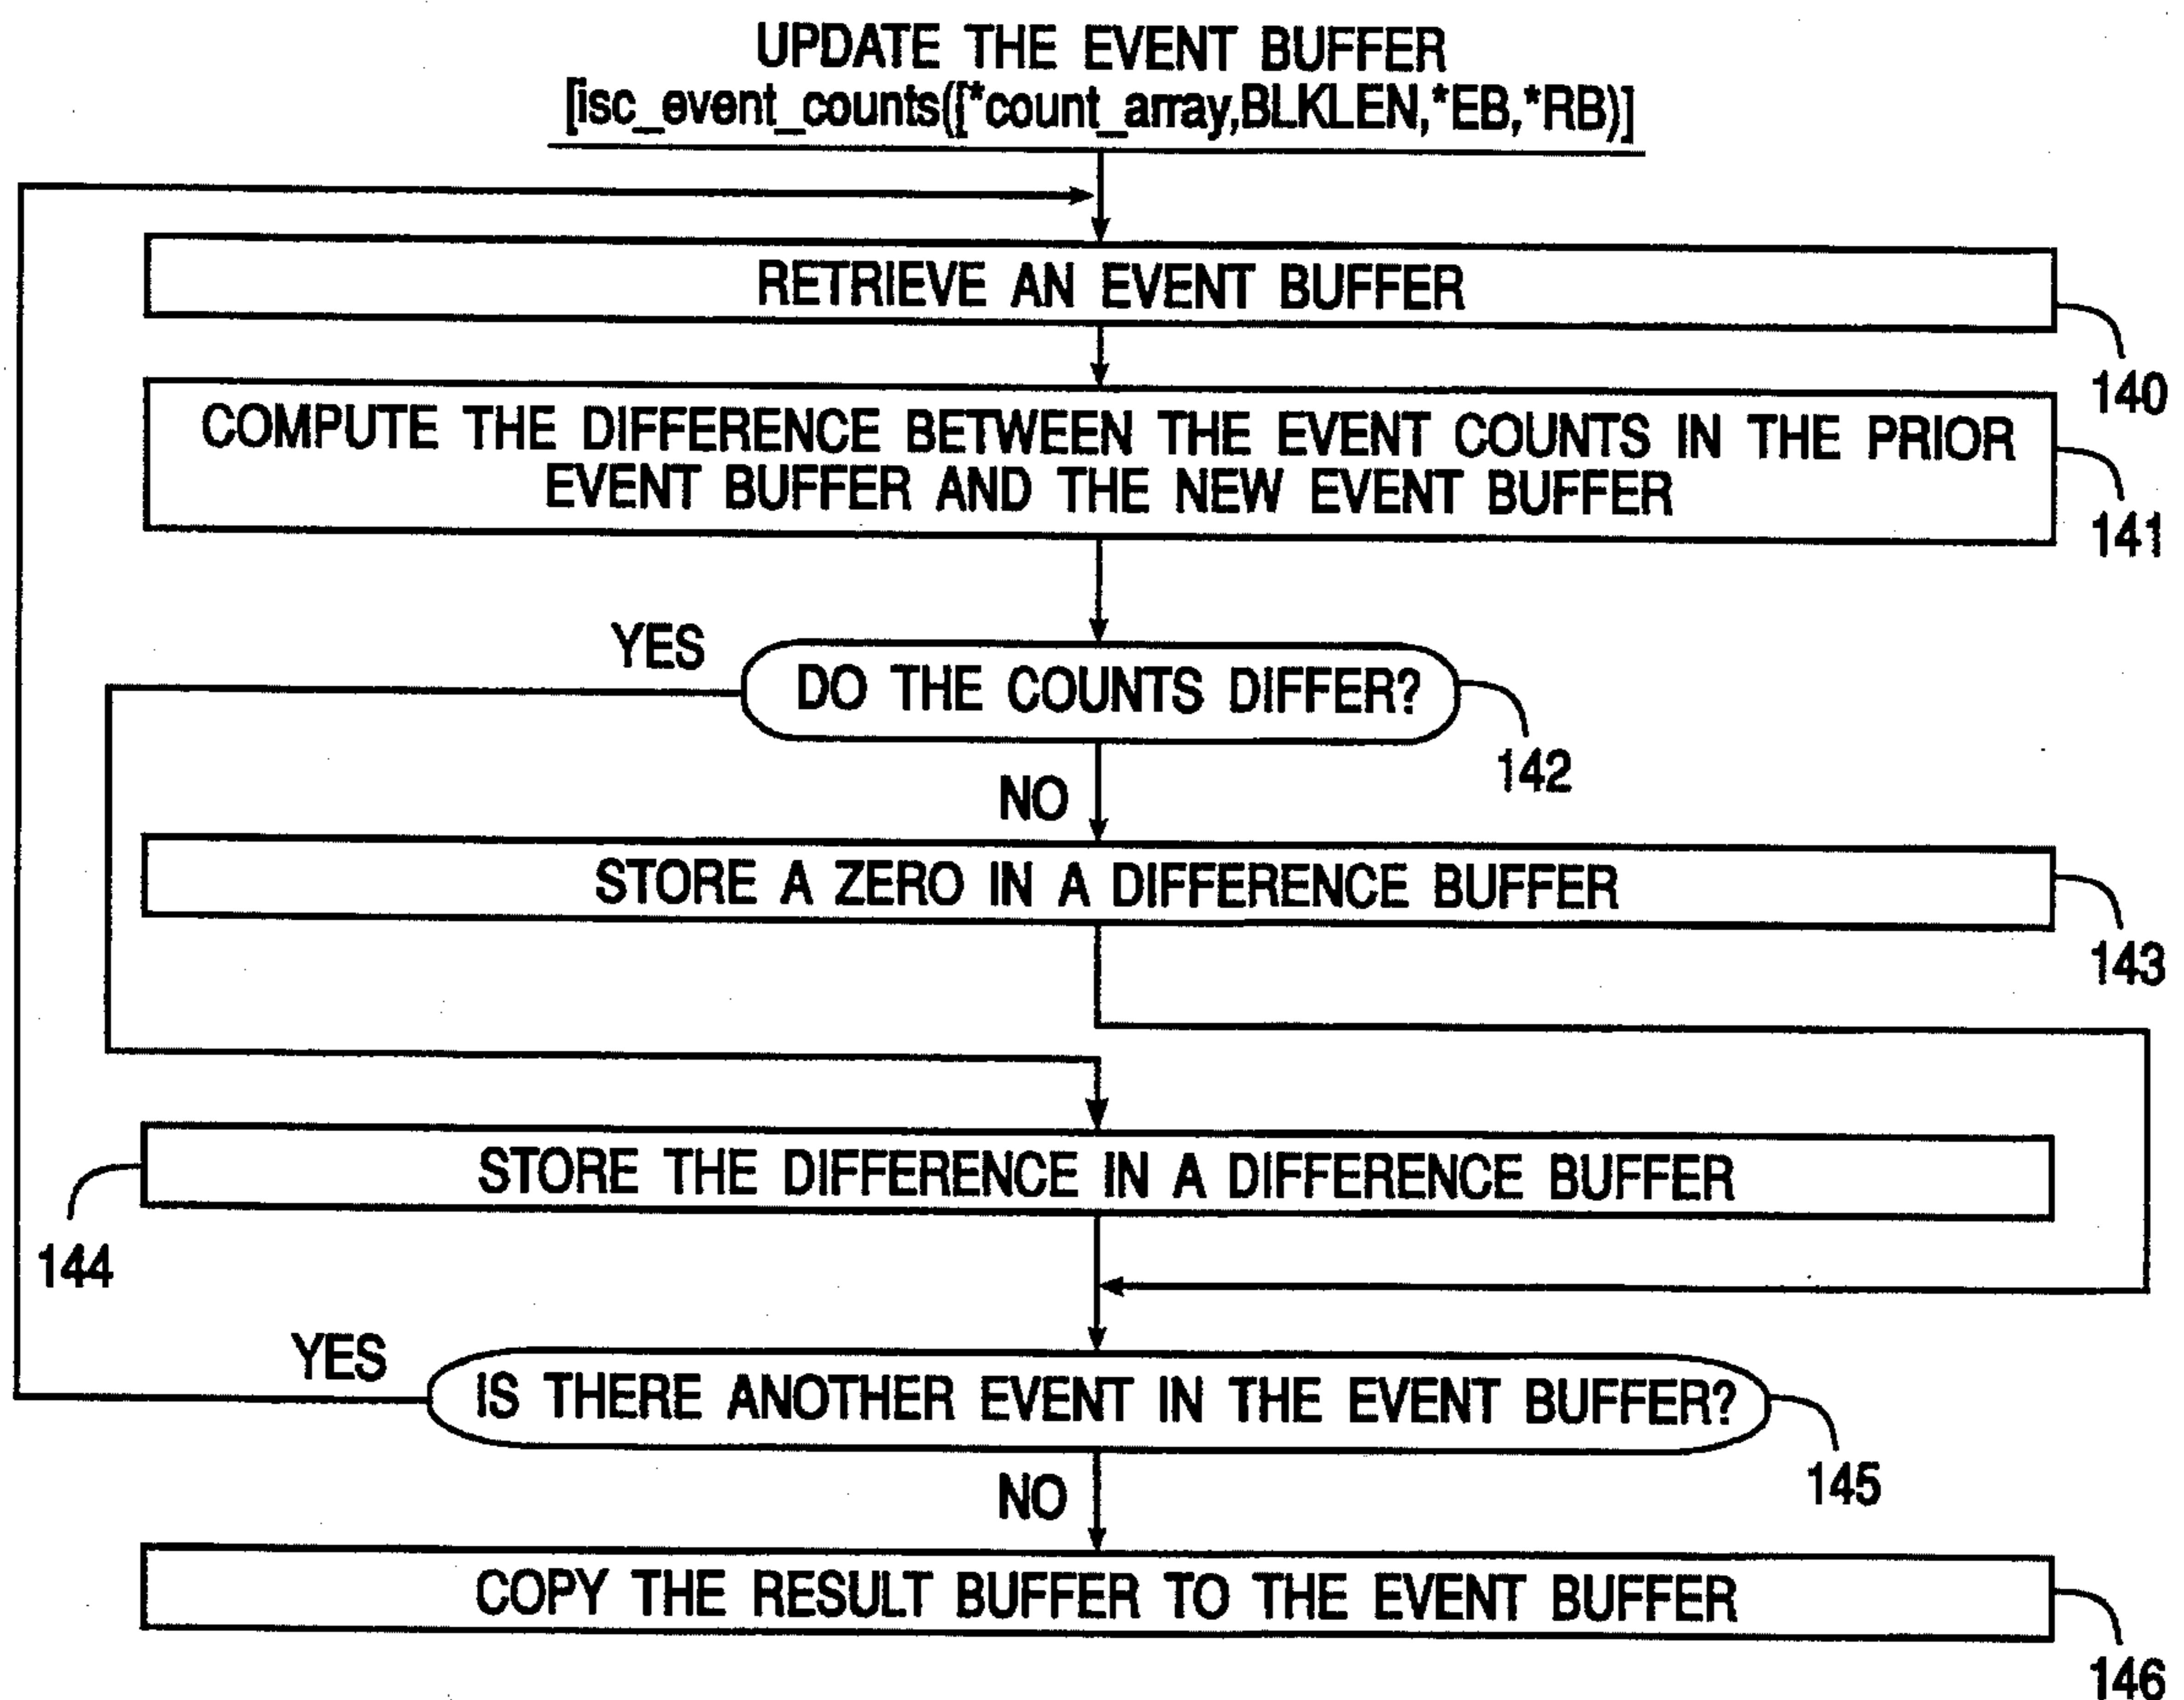 UPDATE THE EVENT BUFFER
[isc_event_counts([*count_array,BLKLEN,*EB,*RB)]
RETRIEVE AN EVENT BUFFER
140
COMPUTE THE DIFFERENCE BETWEEN THE EVENT COUNTS IN THE PRIOR
EVENT BUFFER AND THE NEW EVENT BUFFER
141
YES
DO THE COUNTS DIFFER?
142
NO
STORE A ZERO IN A DIFFERENCE BUFFER
143
STORE THE DIFFERENCE IN A DIFFERENCE BUFFER
144
YES
IS THERE ANOTHER EVENT IN THE EVENT BUFFER?
145
NO
COPY THE RESULT BUFFER TO THE EVENT BUFFER
146